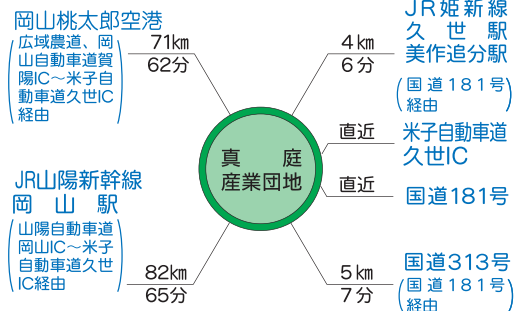 岡山桃太郎空港
広域農道、岡
山自動車道賀
陽IC〜米子自
動車道久世IC
経由
71km
62分
JR姫新線
久世駅
美作追分駅
国道181号
経由
4km
6分
真庭
産業団地
直近
米子自動車道
久世IC
直近
国道181号
JR山陽新幹線
岡山駅
山陽自動車道
岡山IC〜米子
自動車道久世
IC経由
82km
65分
5km
7分
国道313号
国道181号
経由